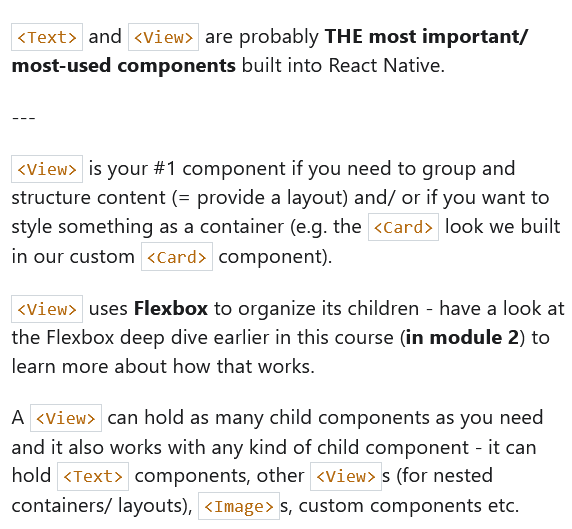 <Text> and <View> are probably THE most important/
most-used components built into React Native.
---
<View> is your #1 component if you need to group and
structure content (= provide a layout) and/ or if you want to
style something as a container (e.g. the <Card> look we built
in our custom <Card> component).
<View> uses Flexbox to organize its children - have a look at
the Flexbox deep dive earlier in this course (in module 2) to
learn more about how that works.
A <View> can hold as many child components as you need
and it also works with any kind of child component - it can
hold <Text> components, other <View>s (for nested
containers/ layouts), <Image>s, custom components etc.